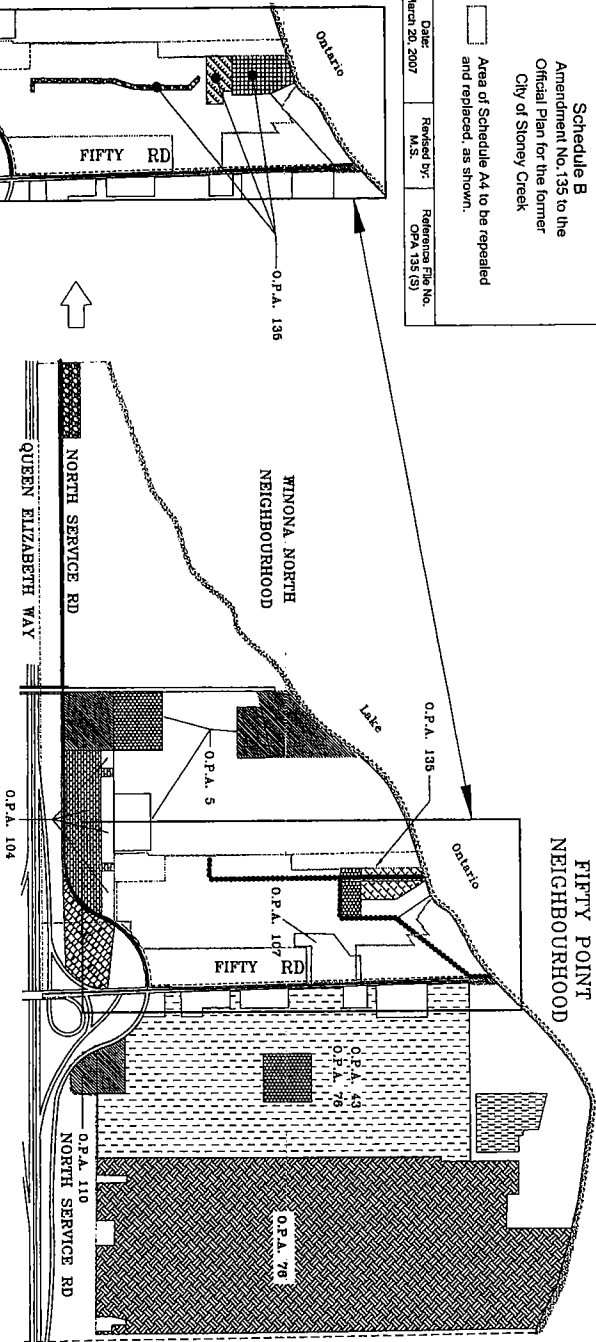 Schedule B
Amendment No.135 to the
Official Plan for the former
City of Stoney Creek
Area of Schedule A4 to be repealed
and replaced, as shown.
Date:
March 20, 2007
Revised by:
M.S.
Reference File No.
OPA 135 (S)
Ontario
FIFTY RD
O.P.A. 135
FIFTY POINT
NEIGHBOURHOOD
WINONA NORTH
NEIGHBOURHOOD
Lake
Ontario
O.P.A. 135
O.P.A. 5
O.P.A. 107
FIFTY RD
O.P.A. 43
O.P.A. 76
O.P.A. 76
O.P.A. 104
O.P.A. 110
NORTH SERVICE RD
NORTH SERVICE RD
QUEEN ELIZABETH WAY